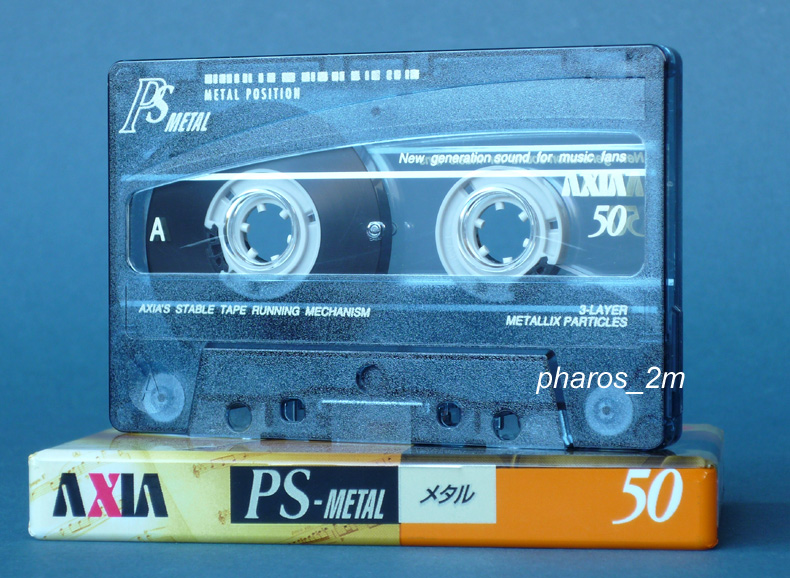 PS METAL
METAL POSITION
New generation sound for music fans
AXIA
50
A
AXIA'S STABLE TAPE RUNNING MECHANISM
3-LAYER
METALLIX PARTICLES
pharos_2m
AXIA PS-METAL メタル 50